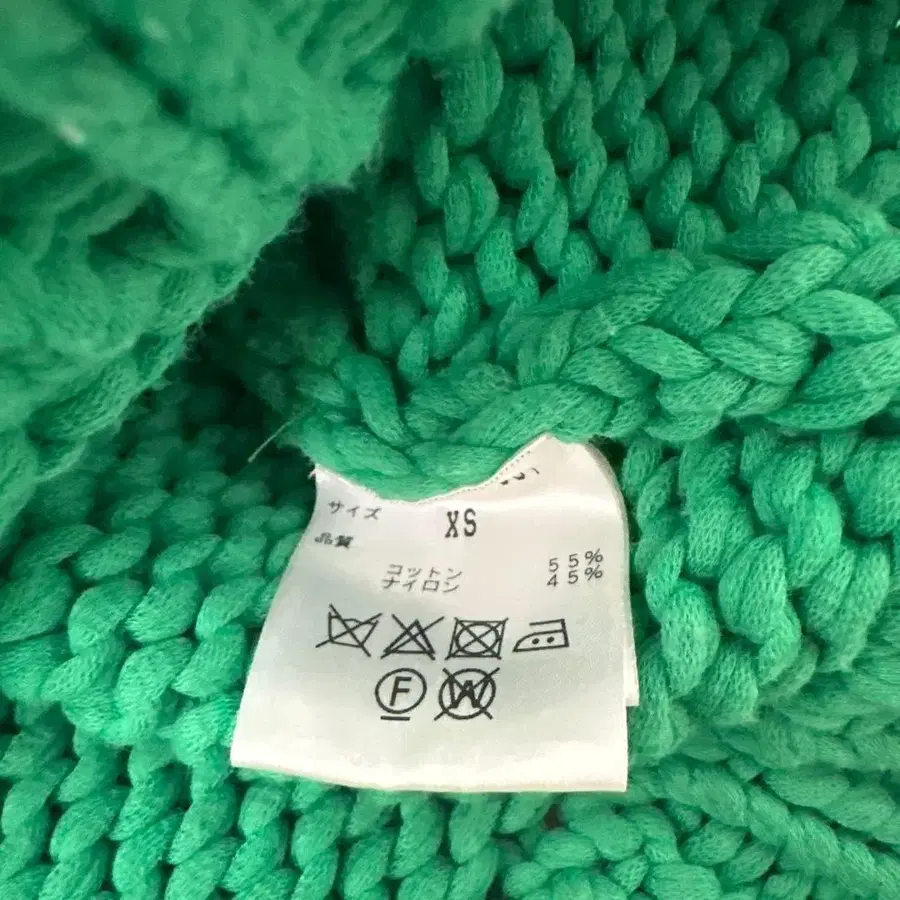 サイズ XS
品質
コットン 55%
ナイロン 45%
F W